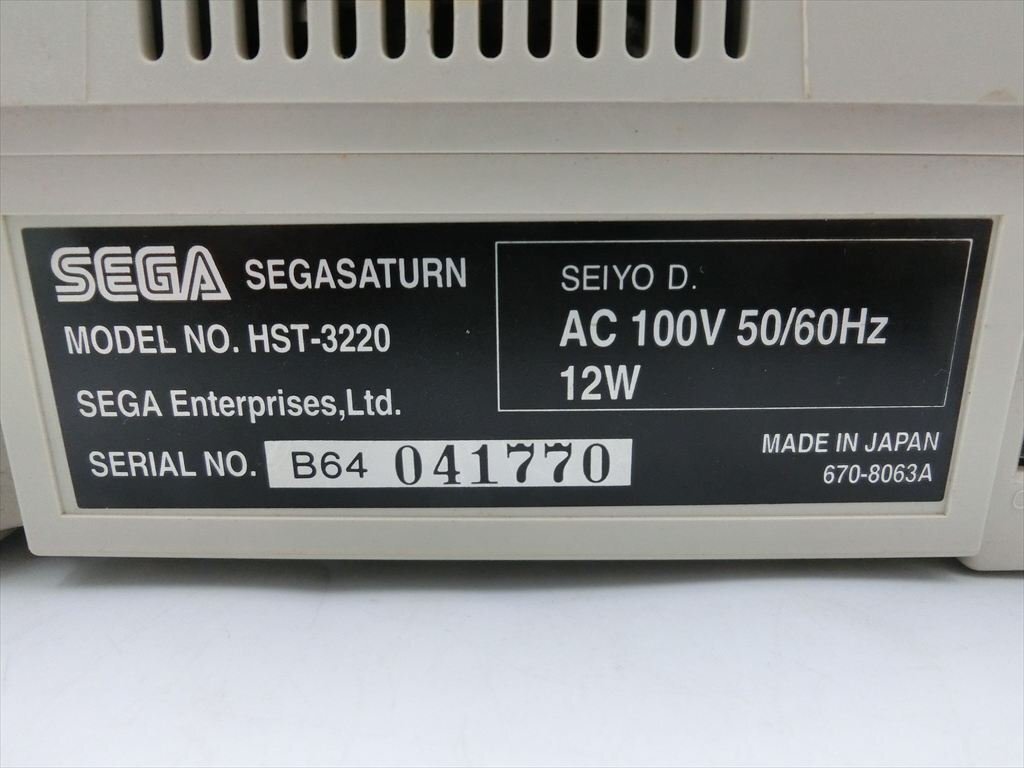 SEGA SEGASATURN
MODEL NO. HST-3220
SEGA Enterprises,Ltd.
SERIAL NO. B64 041770
SEIYO D.
AC 100V 50/60Hz
12W
MADE IN JAPAN
670-8063A